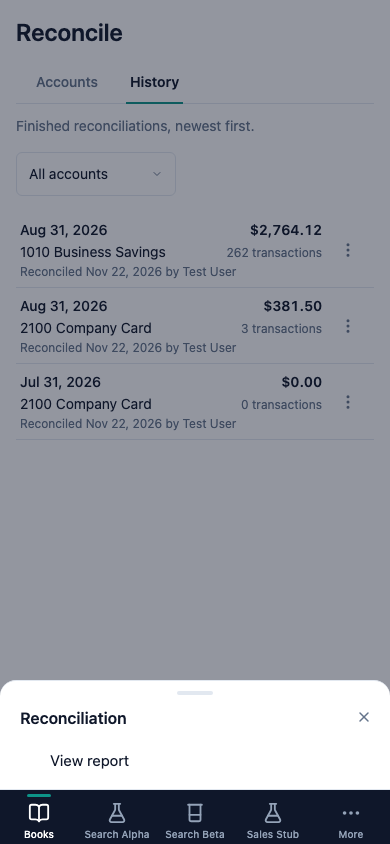 Reconcile
Accounts History
Finished reconciliations, newest first.
All accounts
Aug 31, 2026 $2,764.12
1010 Business Savings 262 transactions
Reconciled Nov 22, 2026 by Test User
Aug 31, 2026 $381.50
2100 Company Card 3 transactions
Reconciled Nov 22, 2026 by Test User
Jul 31, 2026 $0.00
2100 Company Card 0 transactions
Reconciled Nov 22, 2026 by Test User
Reconciliation
View report
Books Search Alpha Search Beta Sales Stub More